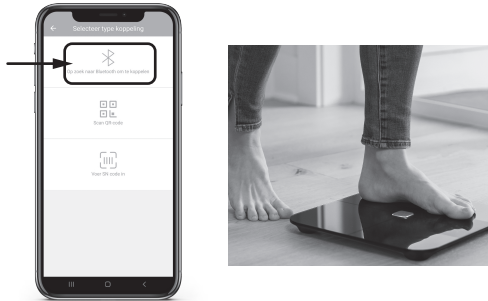 Selecteer type koppeling
Op zoek naar Bluetooth om te koppelen
Scan QR-code
Voer SN-code in